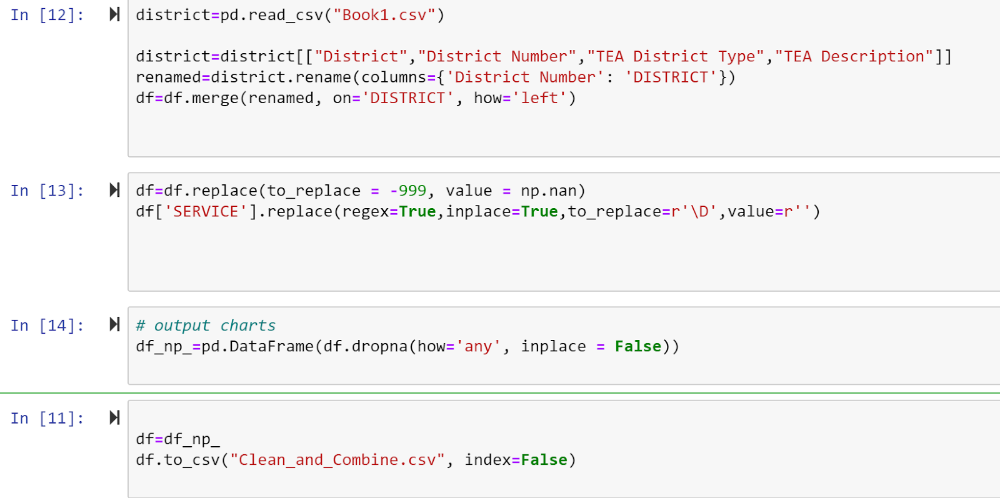 In [12]:
district=pd.read_csv("Book1.csv")
district=district[["District","District Number","TEA District Type","TEA Description"]]
renamed=district.rename(columns={'District Number': 'DISTRICT'})
df=df.merge(renamed, on='DISTRICT', how='left')
In [13]:
df=df.replace(to_replace = -999, value = np.nan)
df['SERVICE'].replace(regex=True,inplace=True,to_replace=r'\D',value=r'')
In [14]:
# output charts
df_np_=pd.DataFrame(df.dropna(how='any', inplace = False))
In [11]:
df=df_np_
df.to_csv("Clean_and_Combine.csv", index=False)